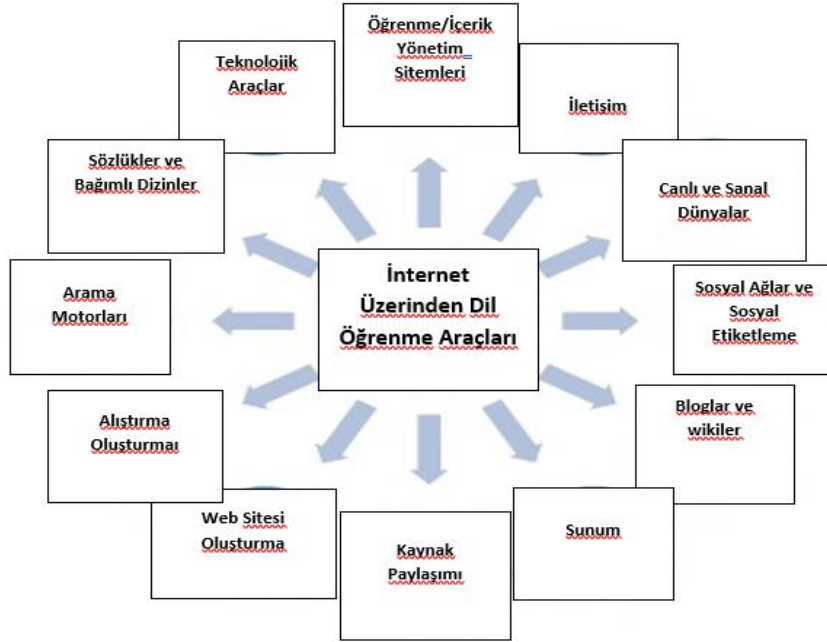 Öğrenme/İçerik
Yönetim
Sitemleri
İletişim
Canlı ve Sanal
Dünyalar
Sosyal Ağlar ve
Sosyal
Etiketleme
Bloglar ve
wikiler
Sunum
Kaynak
Paylaşımı
Web Sitesi
Oluşturma
Alıştırma
Oluşturmaı
Arama
Motorları
Sözlükler ve
Bağımlı Dizinler
Teknolojik
Araçlar
İnternet
Üzerinden Dil
Öğrenme Araçları